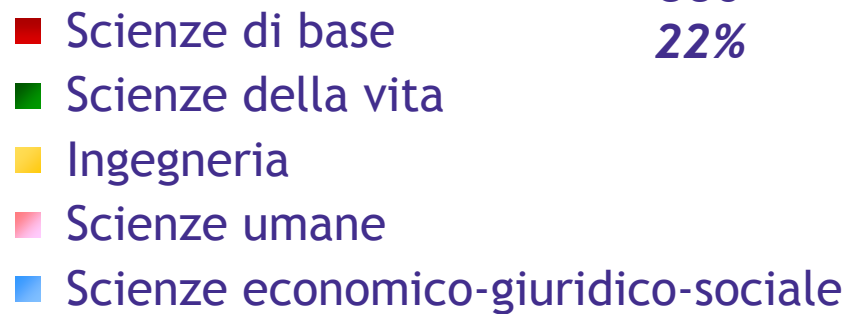 Scienze di base
22%
Scienze della vita
Ingegneria
Scienze umane
Scienze economico-giuridico-sociale